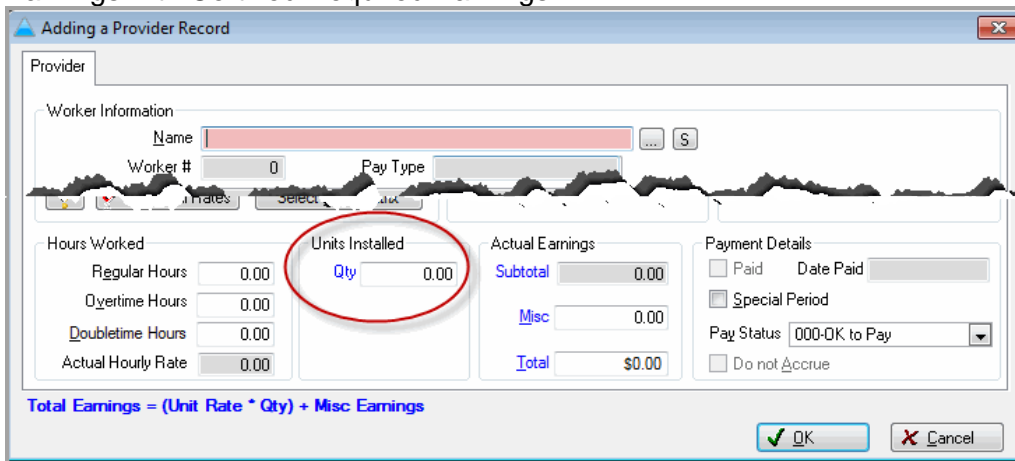 Adding a Provider Record
Provider
Worker Information
Name ... S
Worker # 0 Pay Type
Rates Select
Hours Worked
Regular Hours 0.00
Overtime Hours 0.00
Doubletime Hours 0.00
Actual Hourly Rate 0.00
Units Installed
Qty 0.00
Actual Earnings
Subtotal 0.00
Misc 0.00
Total $0.00
Payment Details
Paid Date Paid
Special Period
Pay Status 000-OK to Pay
Do not Accrue
Total Earnings = (Unit Rate * Qty) + Misc Earnings
OK Cancel